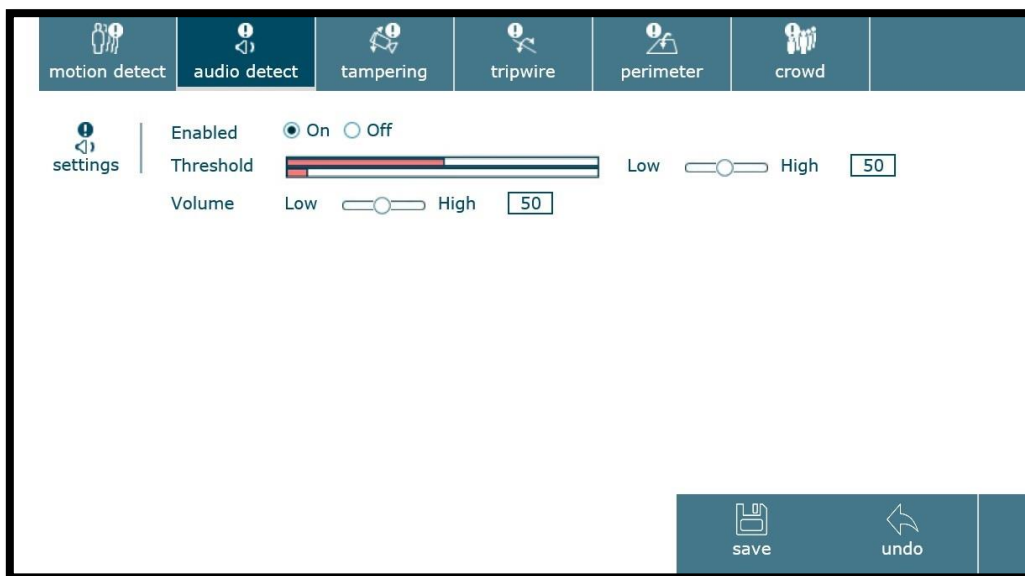 motion detect audio detect tampering tripwire perimeter crowd
settings
Enabled On Off
Threshold Low High 50
Volume Low High 50
save undo